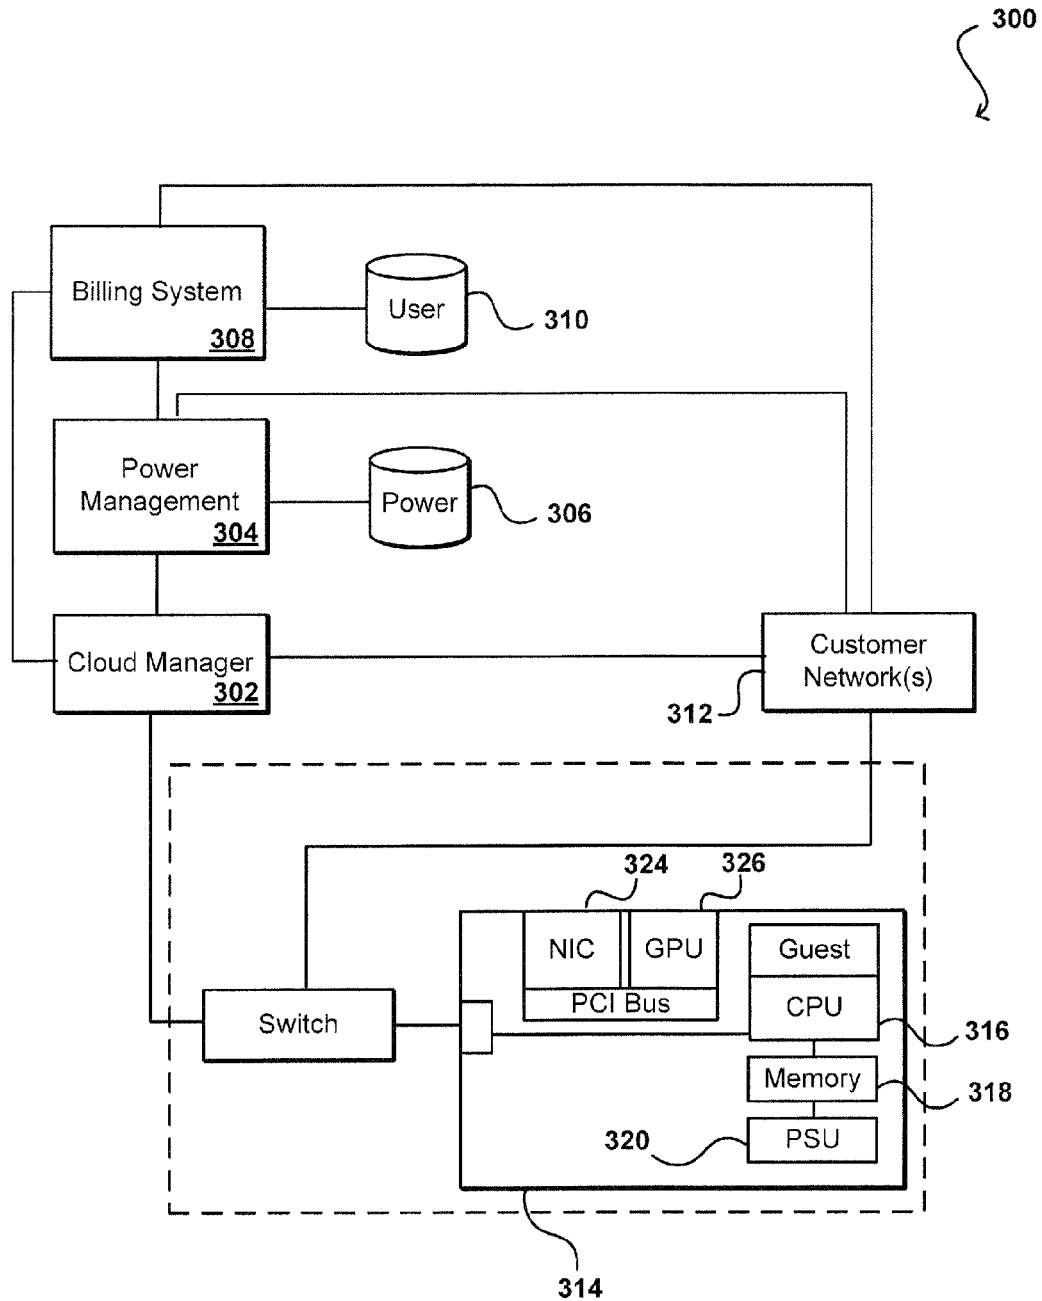 300
Billing System
308
User
310
Power
Management
304
Power
306
Cloud Manager
302
Customer
Network(s)
312
324
326
NIC
GPU
PCI Bus
Guest
CPU
316
Switch
Memory
318
320
PSU
314